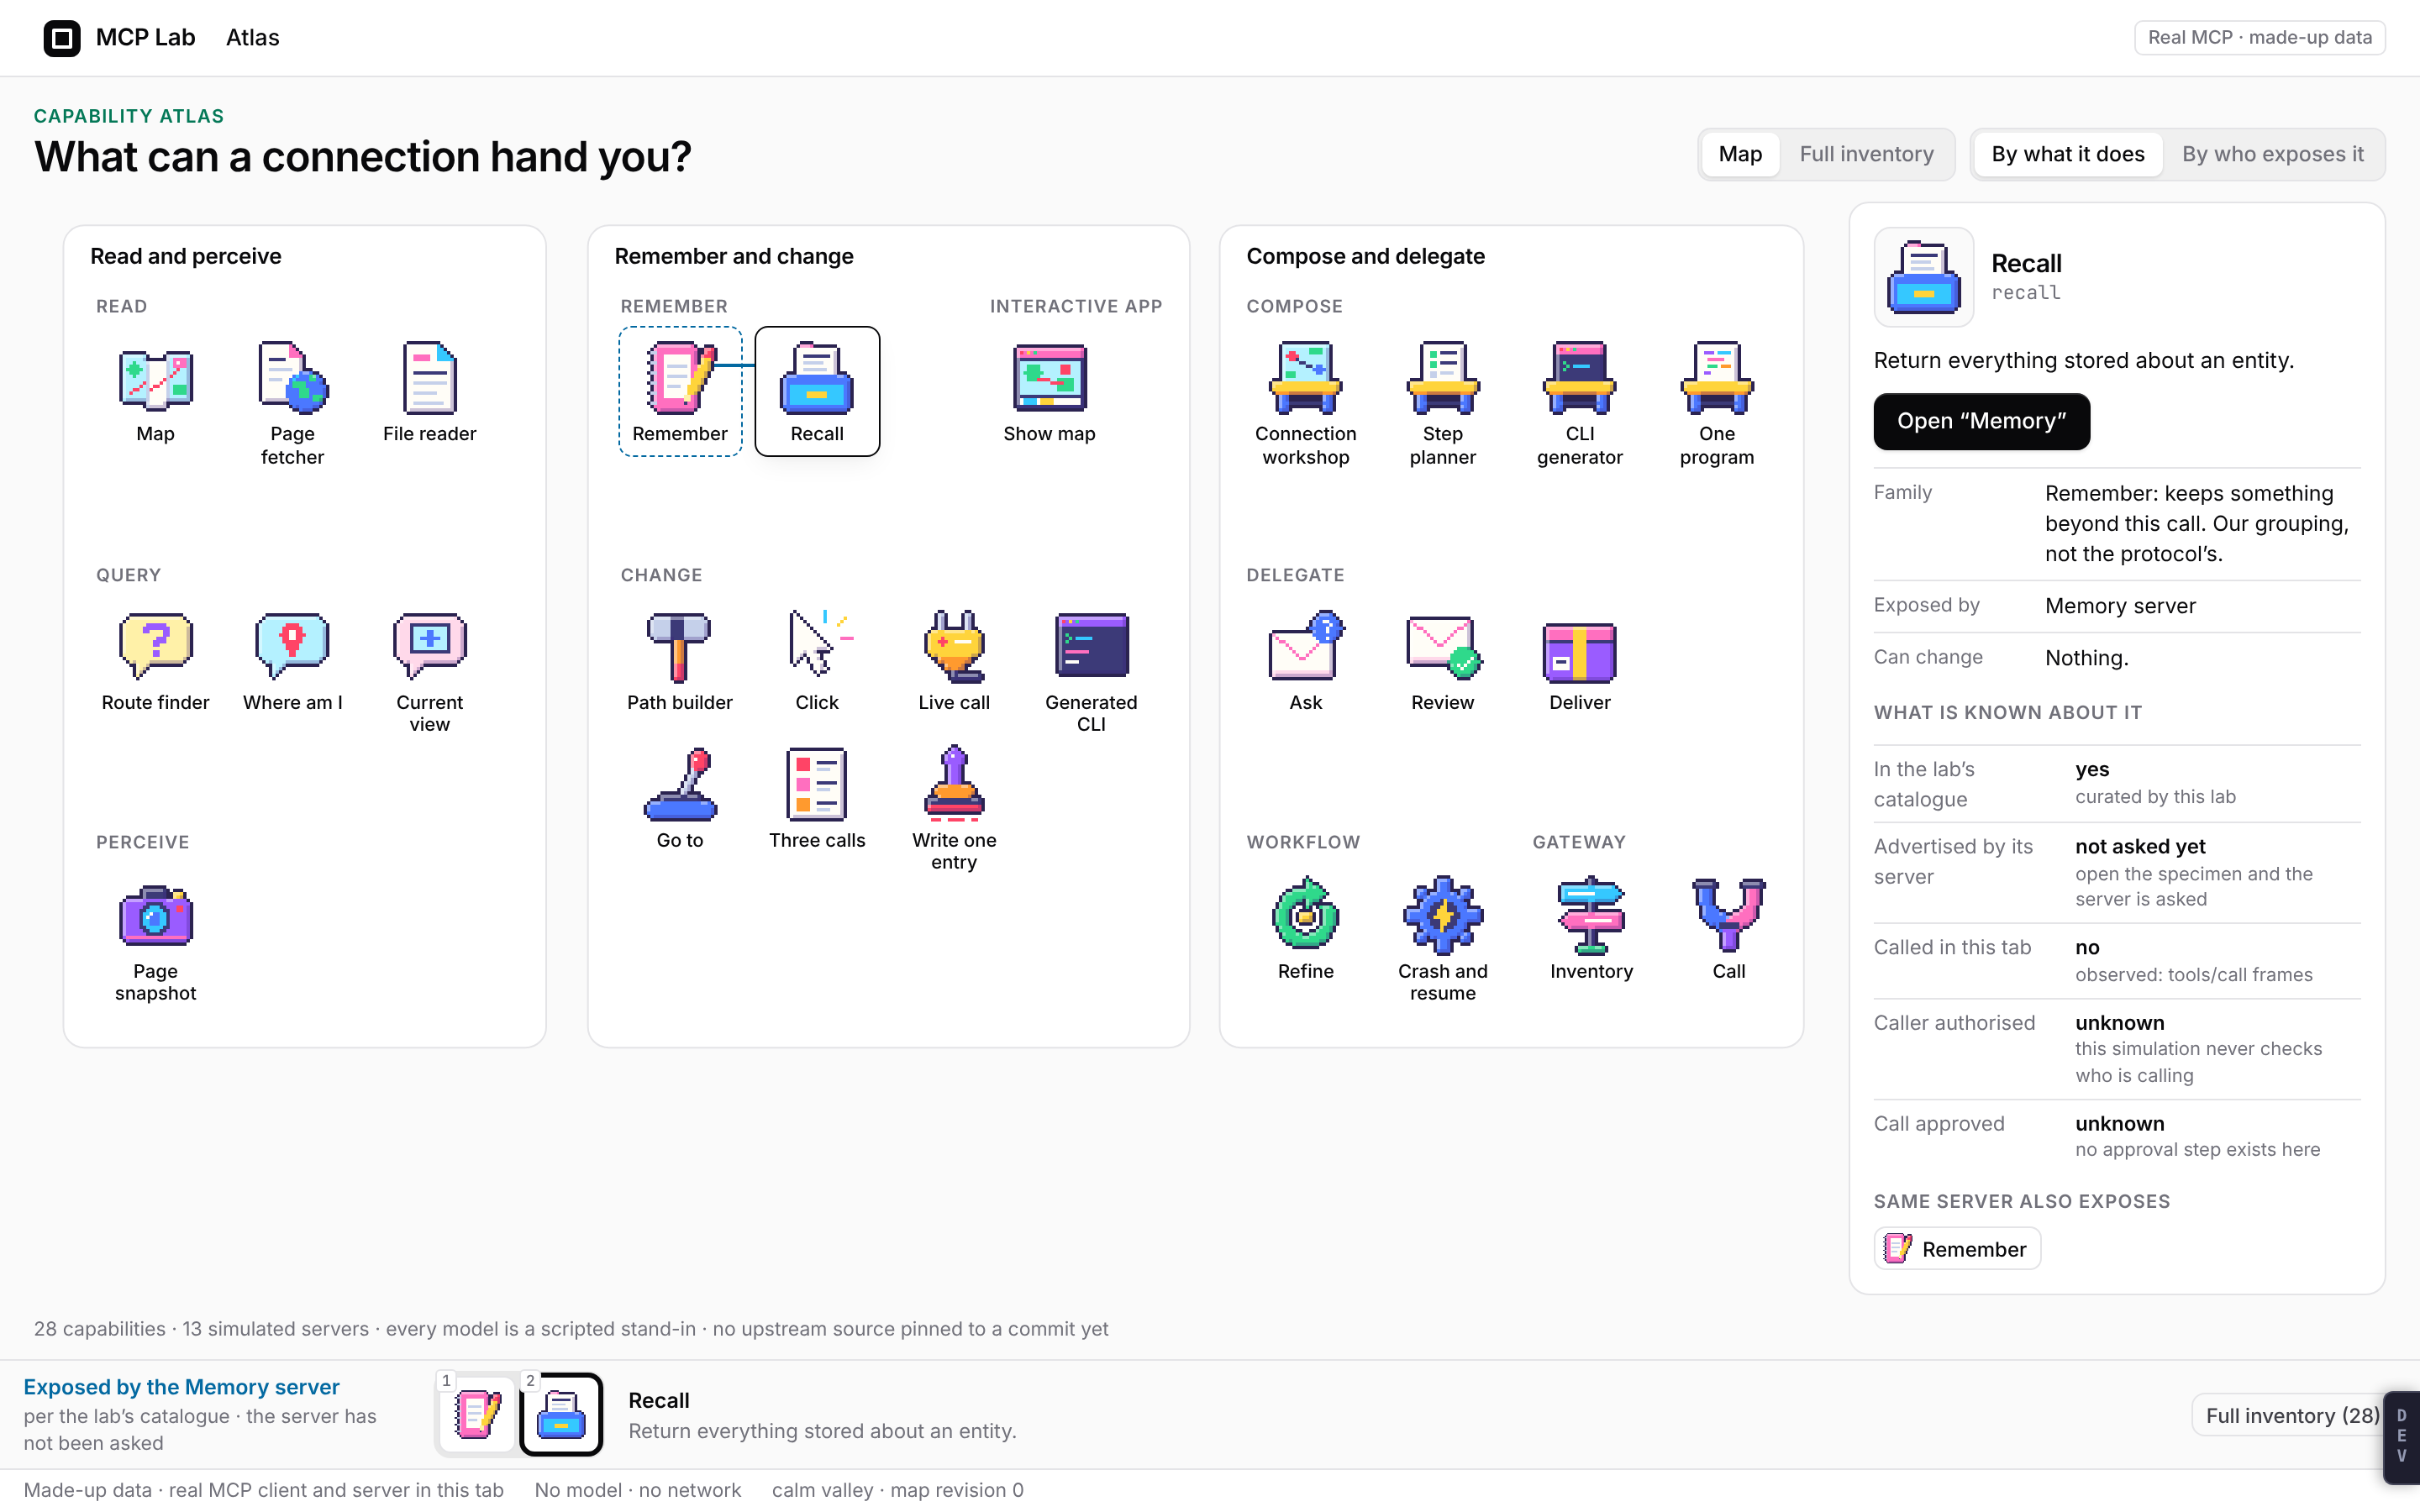 MCP Lab
Atlas
Real MCP · made-up data
CAPABILITY ATLAS
What can a connection hand you?
Map
Full inventory
By what it does
By who exposes it
Read and perceive
READ
Map
Page
fetcher
File reader
QUERY
Route finder
Where am I
Current
view
PERCEIVE
Page
snapshot
Remember and change
REMEMBER
INTERACTIVE APP
Remember
Recall
Show map
CHANGE
Path builder
Click
Live call
Generated
CLI
Go to
Three calls
Write one
entry
Compose and delegate
COMPOSE
Connection
workshop
Step
planner
CLI
generator
One
program
DELEGATE
Ask
Review
Deliver
WORKFLOW
GATEWAY
Refine
Crash and
resume
Inventory
Call
Recall
recall
Return everything stored about an entity.
Open “Memory”
Family
Remember: keeps something
beyond this call. Our grouping,
not the protocol’s.
Exposed by
Memory server
Can change
Nothing.
WHAT IS KNOWN ABOUT IT
In the lab’s
catalogue
yes
curated by this lab
Advertised by its
server
not asked yet
open the specimen and the
server is asked
Called in this tab
no
observed: tools/call frames
Caller authorised
unknown
this simulation never checks
who is calling
Call approved
unknown
no approval step exists here
SAME SERVER ALSO EXPOSES
Remember
28 capabilities · 13 simulated servers · every model is a scripted stand-in · no upstream source pinned to a commit yet
Exposed by the Memory server
per the lab’s catalogue · the server has
not been asked
1
2
Recall
Return everything stored about an entity.
Full inventory (28)
DEV
Made-up data · real MCP client and server in this tab
No model · no network
calm valley · map revision 0